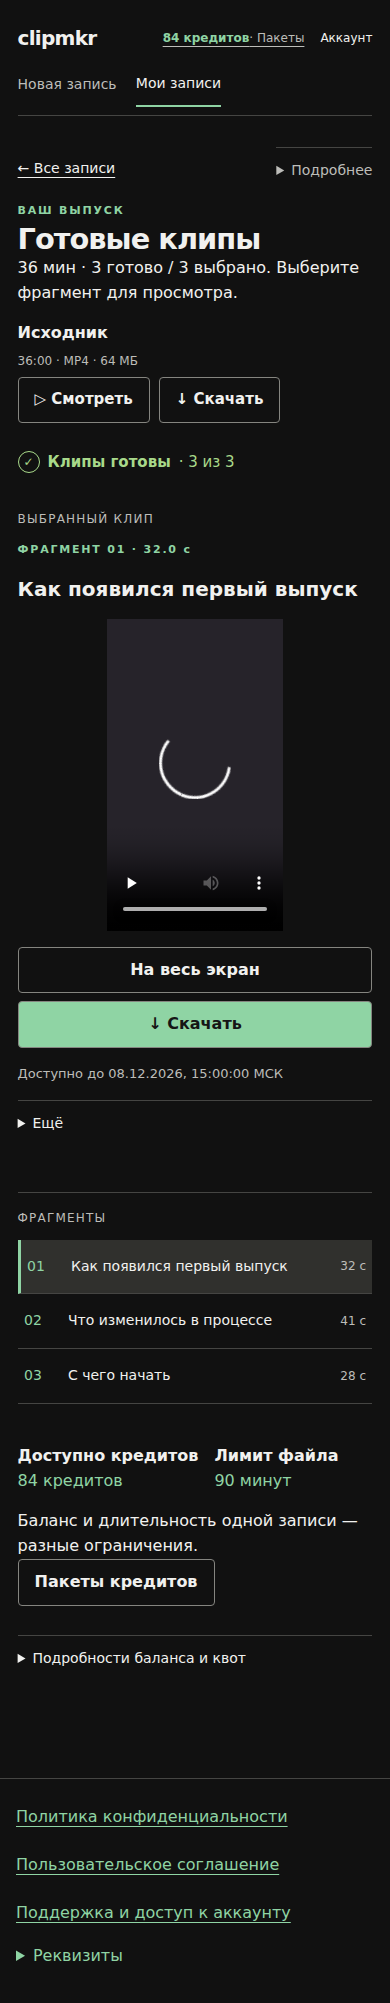 clipmkr
84 кредитов · Пакеты Аккаунт
Новая запись Мои записи
← Все записи
▶ Подробнее
ВАШ ВЫПУСК
Готовые клипы
36 мин · 3 готово / 3 выбрано. Выберите
фрагмент для просмотра.
Исходник
36:00 · MP4 · 64 МБ
▷ Смотреть ↓ Скачать
✓ Клипы готовы · 3 из 3
ВЫБРАННЫЙ КЛИП
ФРАГМЕНТ 01 · 32.0 с
Как появился первый выпуск
На весь экран
↓ Скачать
Доступно до 08.12.2026, 15:00:00 МСК
▶ Ещё
ФРАГМЕНТЫ
01 Как появился первый выпуск 32 с
02 Что изменилось в процессе 41 с
03 С чего начать 28 с
Доступно кредитов Лимит файла
84 кредитов 90 минут
Баланс и длительность одной записи —
разные ограничения.
Пакеты кредитов
▶ Подробности баланса и квот
Политика конфиденциальности
Пользовательское соглашение
Поддержка и доступ к аккаунту
▶ Реквизиты